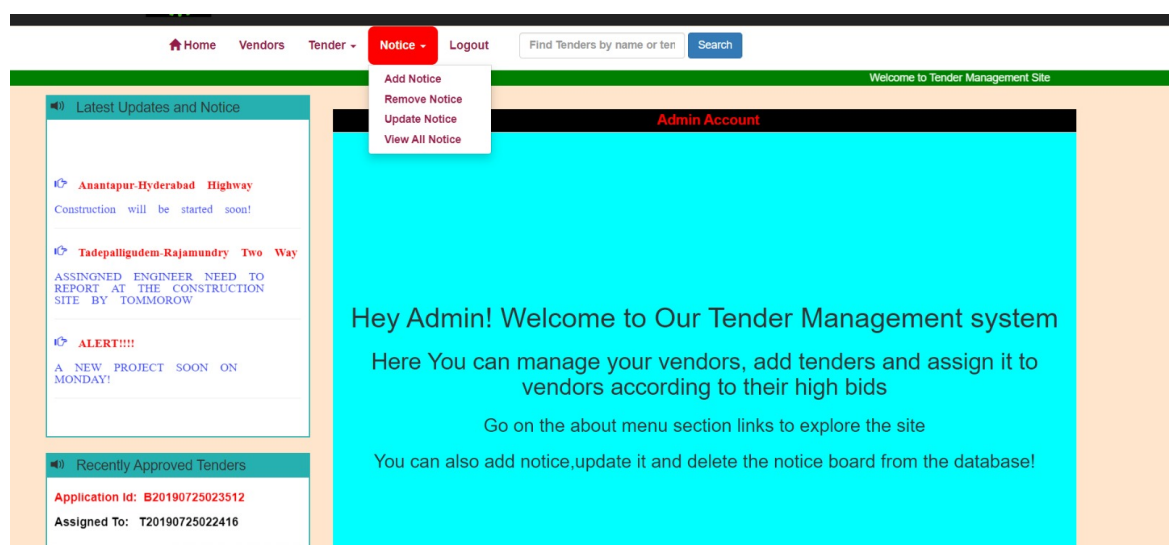 Home Vendors Tender Notice Logout Find Tenders by name or ten Search
Add Notice
Remove Notice
Update Notice
View All Notice
Welcome to Tender Management Site
Latest Updates and Notice
Anantapur-Hyderabad Highway
Construction will be started soon!
Tadepalligudem-Rajamundry Two Way
ASSINGNED ENGINEER NEED TO
REPORT AT THE CONSTRUCTION
SITE BY TOMMOROW
ALERT!!!!
A NEW PROJECT SOON ON
MONDAY!
Recently Approved Tenders
Application Id: B20190725023512
Assigned To: T20190725022416
Admin Account
Hey Admin! Welcome to Our Tender Management system
Here You can manage your vendors, add tenders and assign it to
vendors according to their high bids
Go on the about menu section links to explore the site
You can also add notice,update it and delete the notice board from the database!